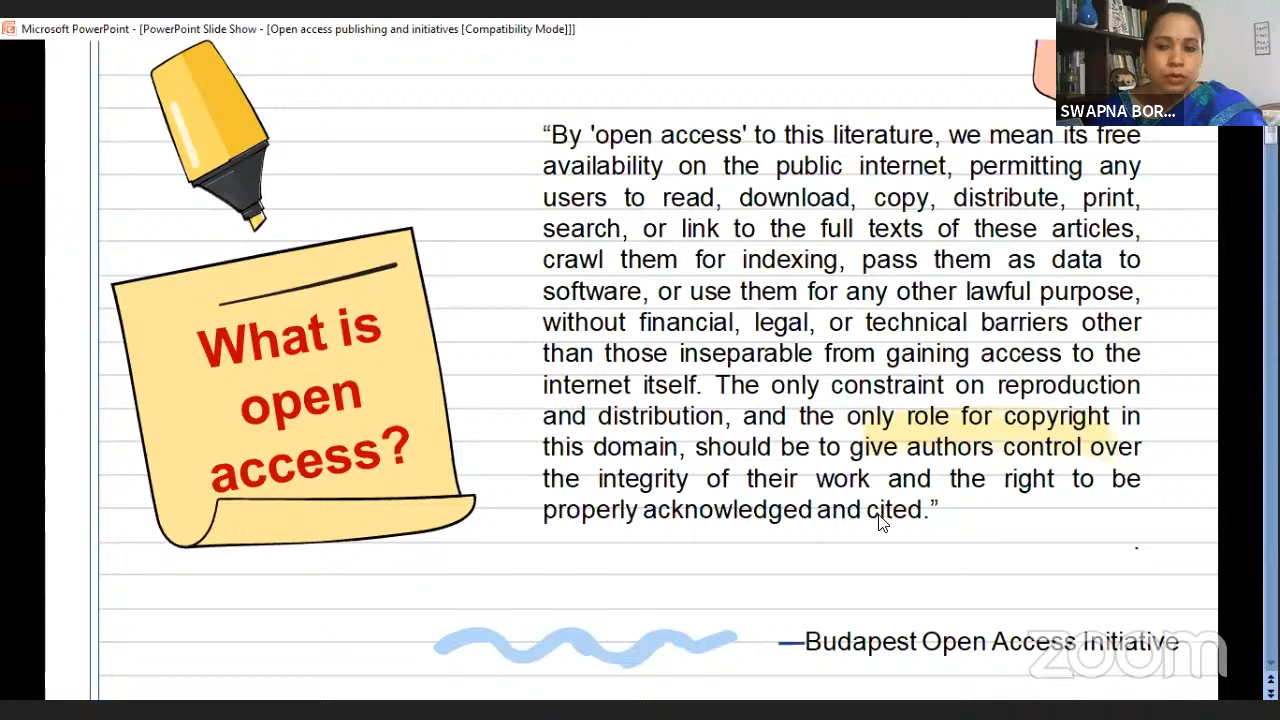 Microsoft PowerPoint - [PowerPoint Slide Show - [Open access publishing and initiatives [Compatibility Mode]]]
SWAPNA BOR...
What is
open
access?
“By 'open access' to this literature, we mean its free
availability on the public internet, permitting any
users to read, download, copy, distribute, print,
search, or link to the full texts of these articles,
crawl them for indexing, pass them as data to
software, or use them for any other lawful purpose,
without financial, legal, or technical barriers other
than those inseparable from gaining access to the
internet itself. The only constraint on reproduction
and distribution, and the only role for copyright in
this domain, should be to give authors control over
the integrity of their work and the right to be
properly acknowledged and cited.”
.
—Budapest Open Access Initiative
zoom